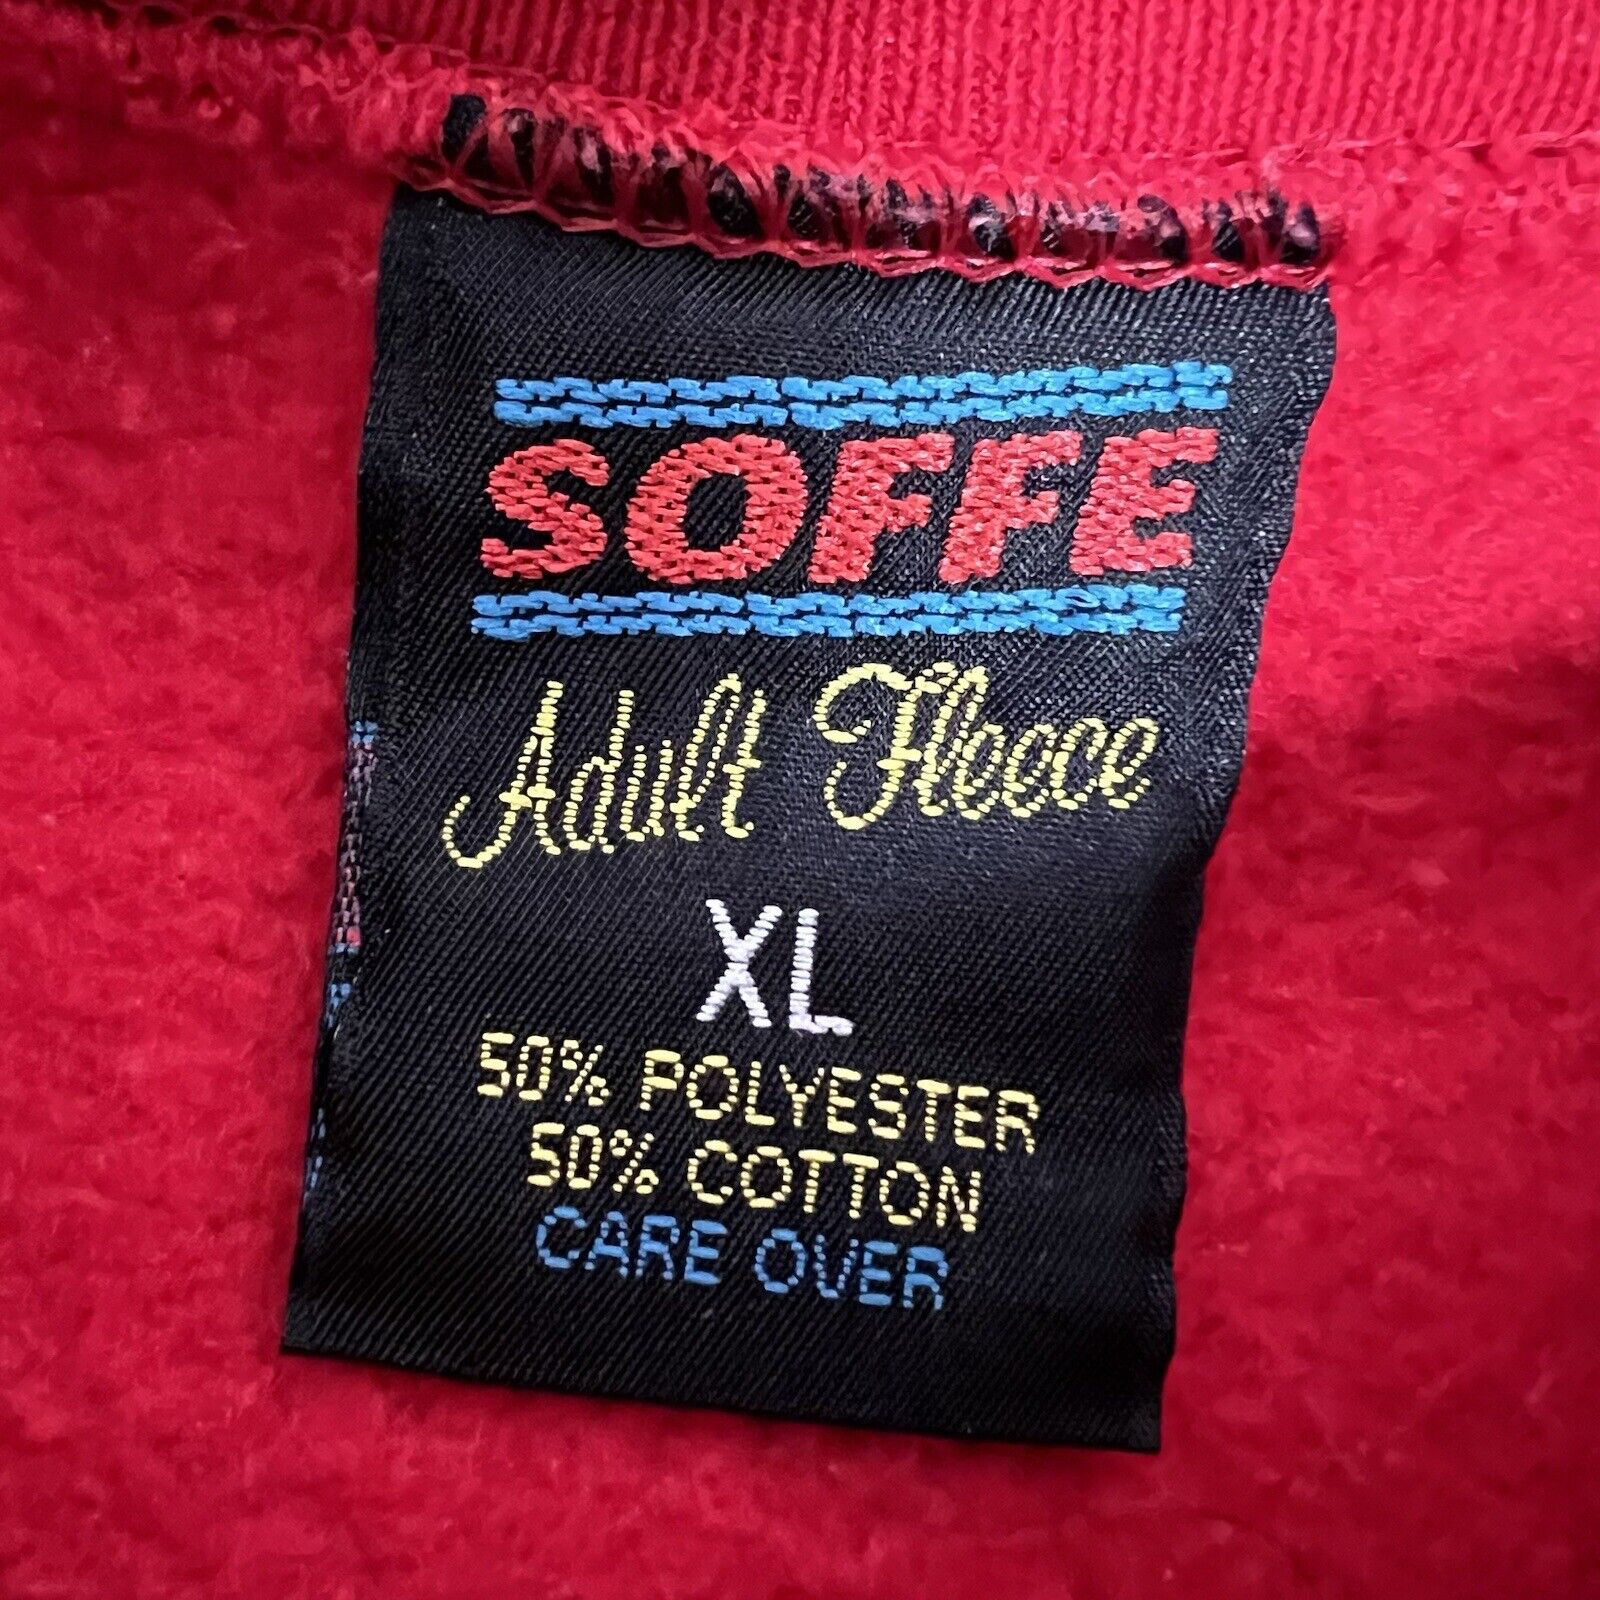 SOFFE
Adult Fleece
XL
50% POLYESTER
50% COTTON
CARE OVER